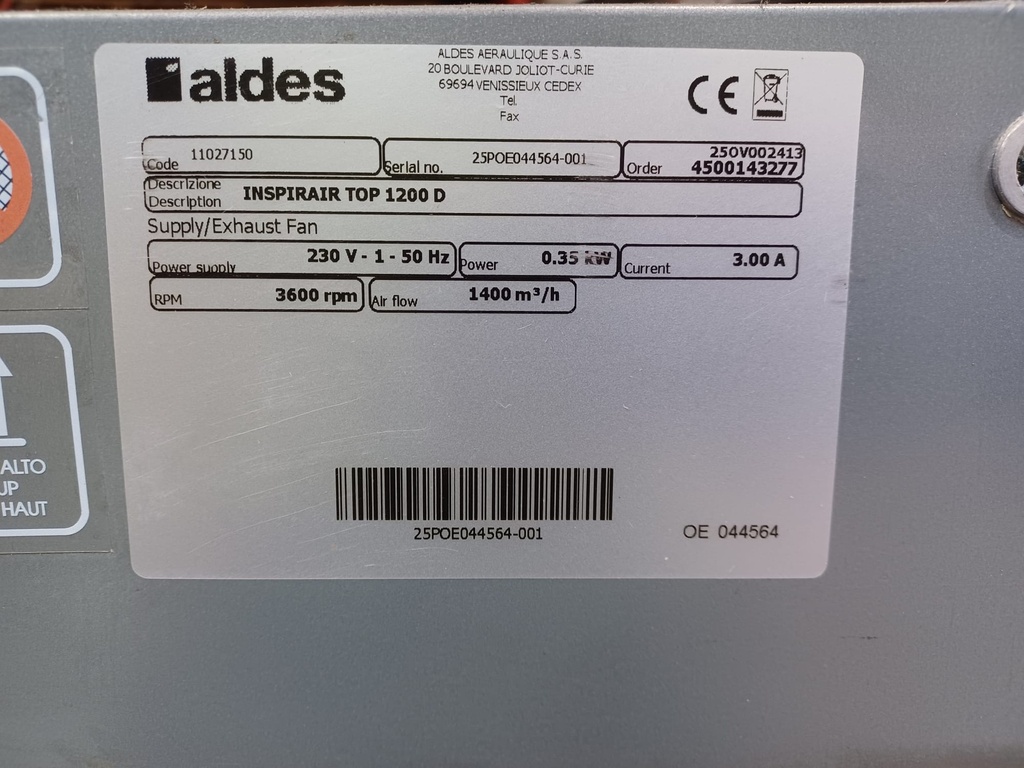 aldes
ALDES AERAULIQUE S.A.S.
20 BOULEVARD JOLIOT-CURIE
69694 VENISSIEUX CEDEX
Tel.
Fax
CE
Code 11027150
Serial no. 25POE044564-001
Order 25OV002413
4500143277
Descrizione
Description INSPIRAIR TOP 1200 D
Supply/Exhaust Fan
Power supply 230 V - 1 - 50 Hz
Power 0.35 kW
Current 3.00 A
RPM 3600 rpm
Air flow 1400 m³/h
25POE044564-001
OE 044564
ALTO
UP
HAUT